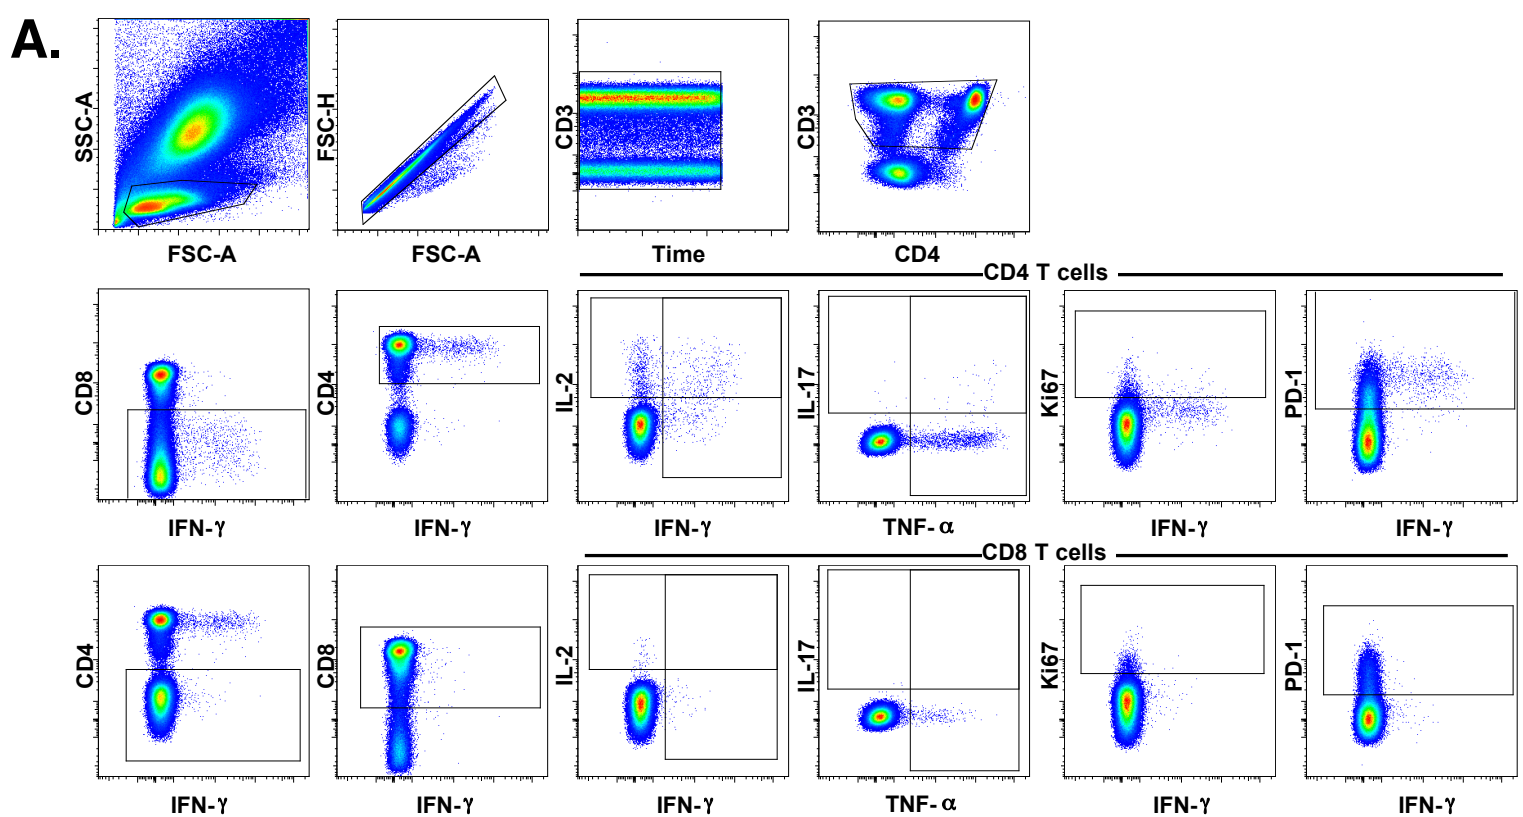 A.
SSC-A
FSC-A
FSC-H
FSC-A
CD3
Time
CD3
CD4
CD4 T cells
CD8
IFN-γ
CD4
IFN-γ
IL-2
IFN-γ
IL-17
TNF- α
Ki67
IFN-γ
PD-1
IFN-γ
CD8 T cells
CD4
IFN-γ
CD8
IFN-γ
IL-2
IFN-γ
IL-17
TNF- α
Ki67
IFN-γ
PD-1
IFN-γ